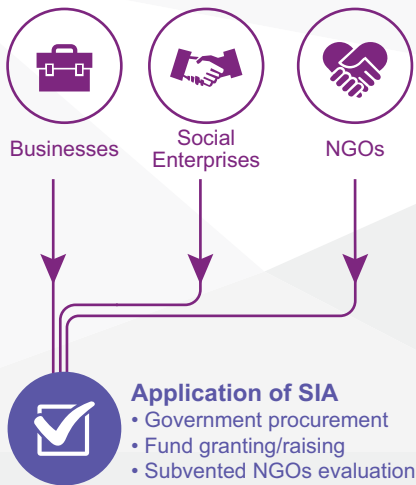 Businesses
Social
Enterprises
NGOs
Application of SIA
• Government procurement
• Fund granting/raising
• Subvented NGOs evaluation